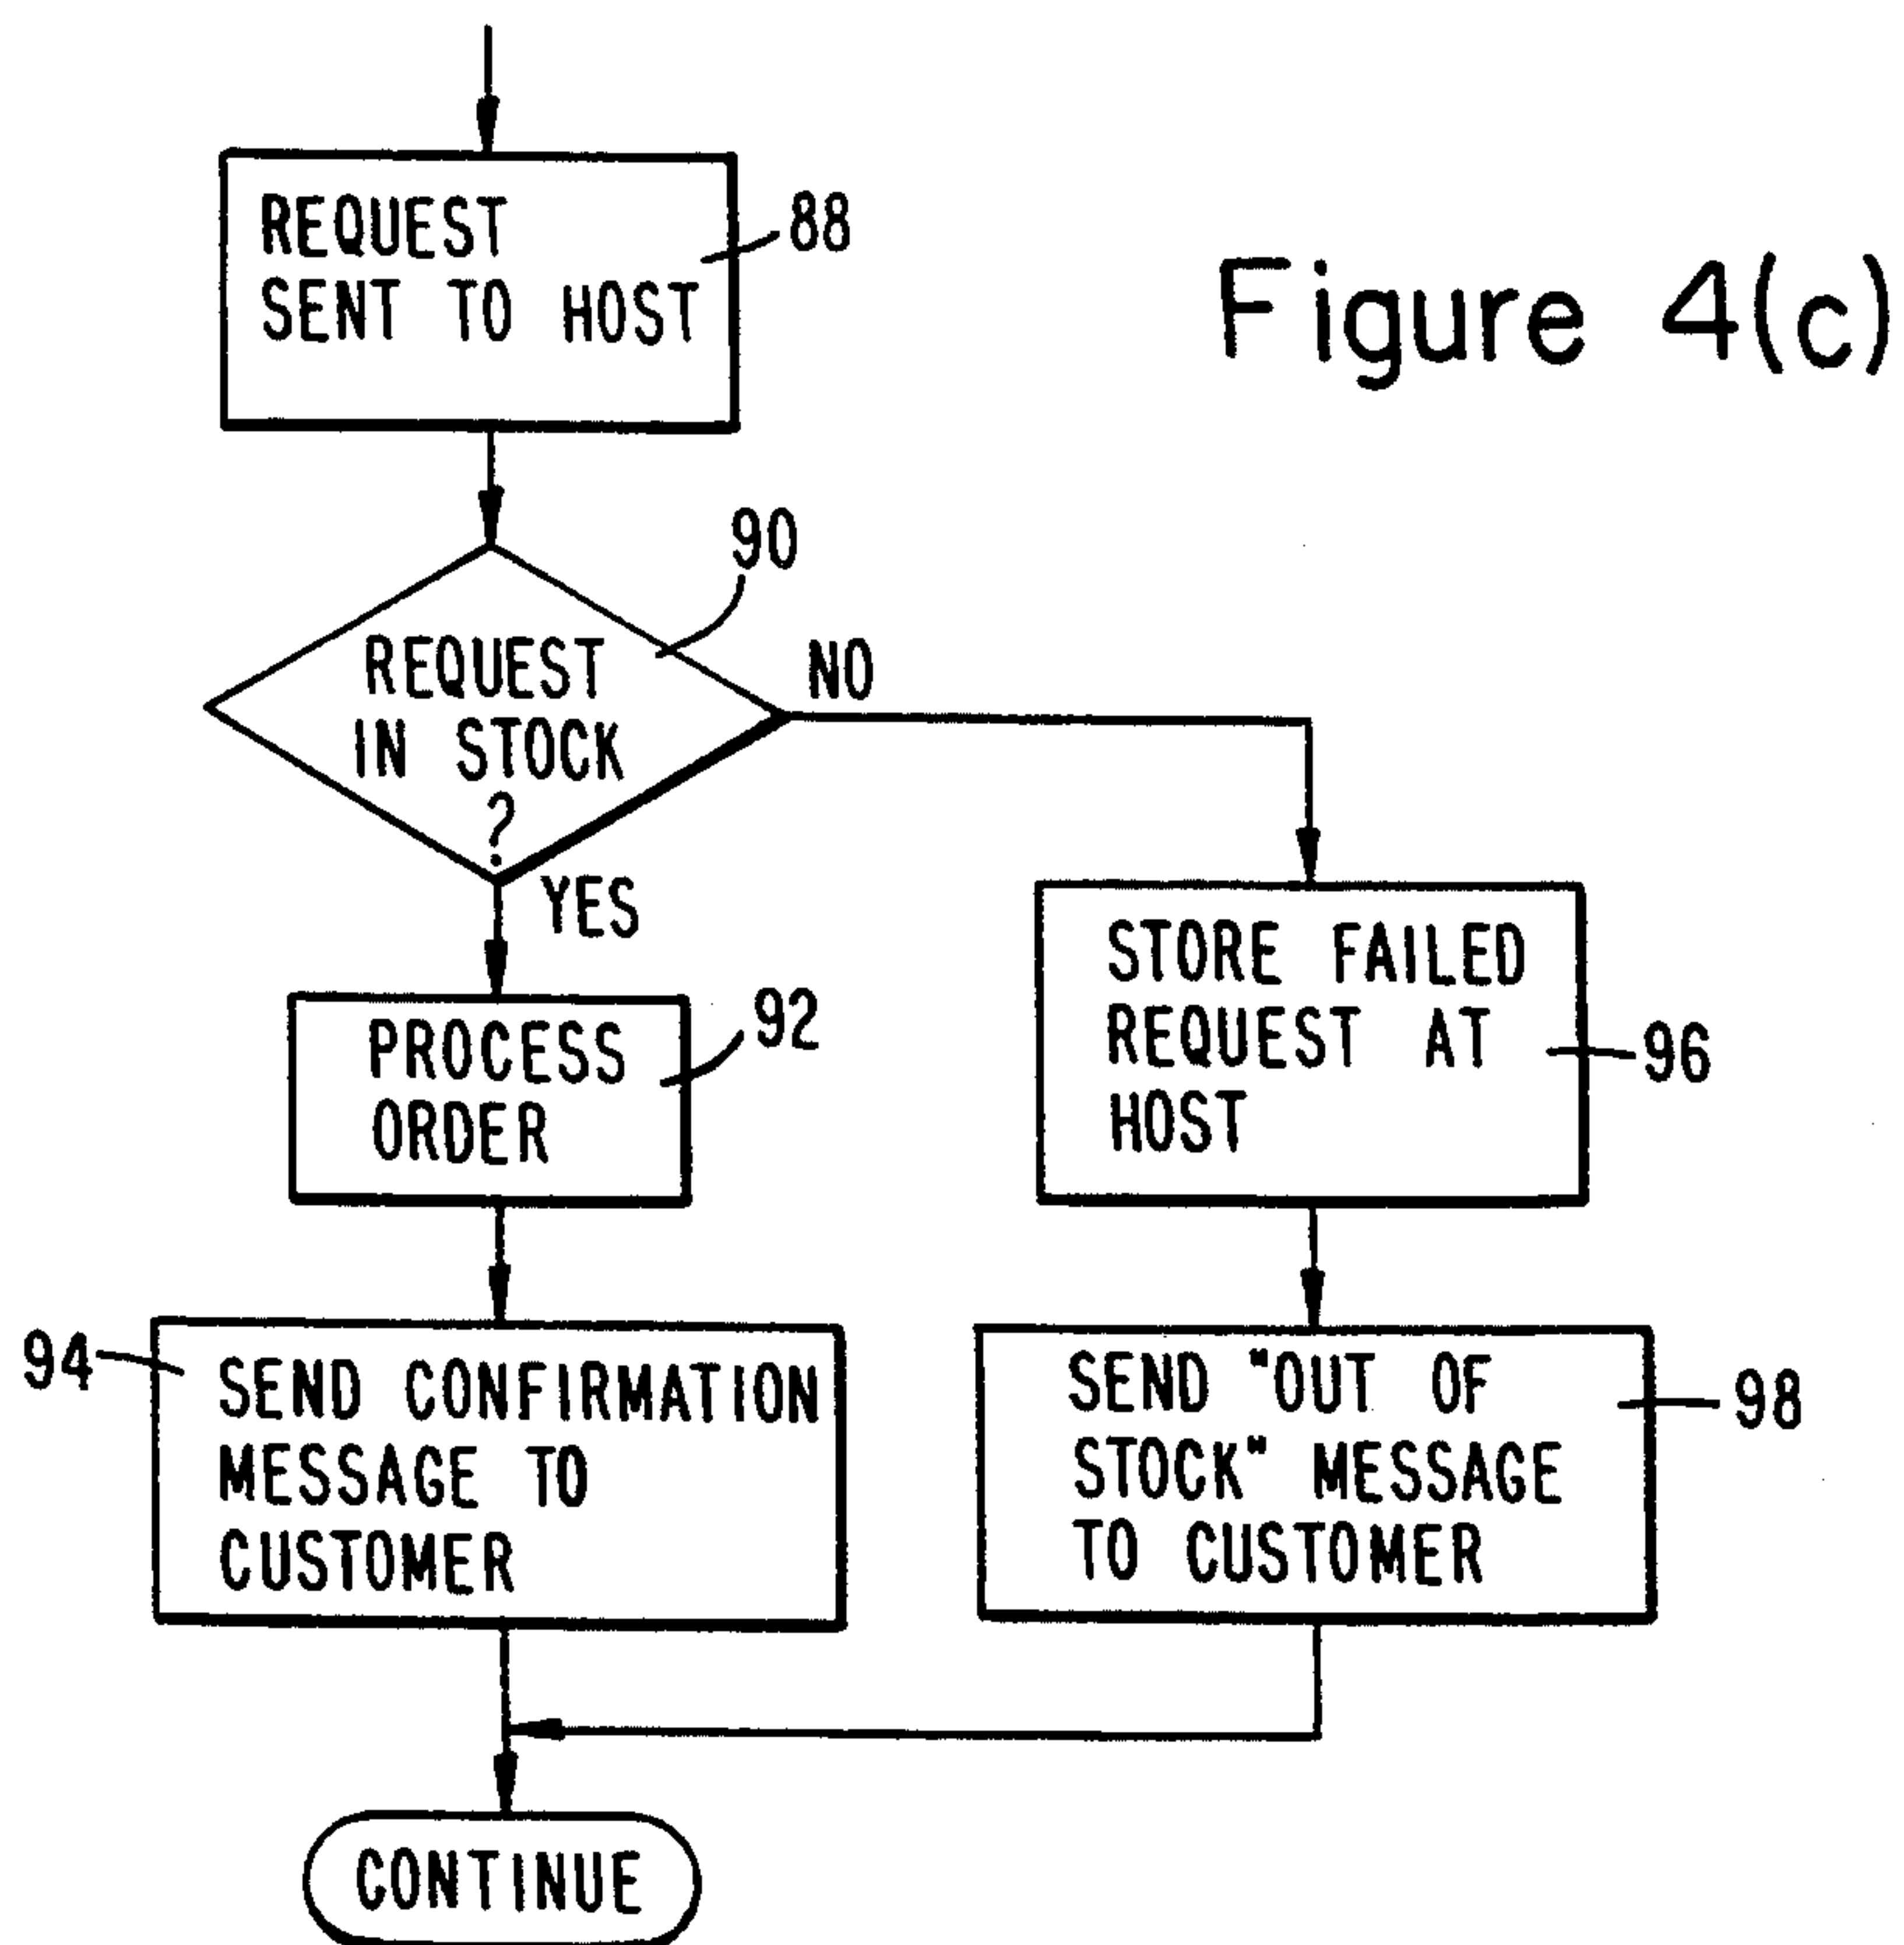 REQUEST
SENT TO HOST
88
Figure 4(c)
90
REQUEST
IN STOCK
?
NO
YES
PROCESS
ORDER
92
STORE FAILED
REQUEST AT
HOST
96
94
SEND CONFIRMATION
MESSAGE TO
CUSTOMER
SEND "OUT OF
STOCK" MESSAGE
TO CUSTOMER
98
CONTINUE